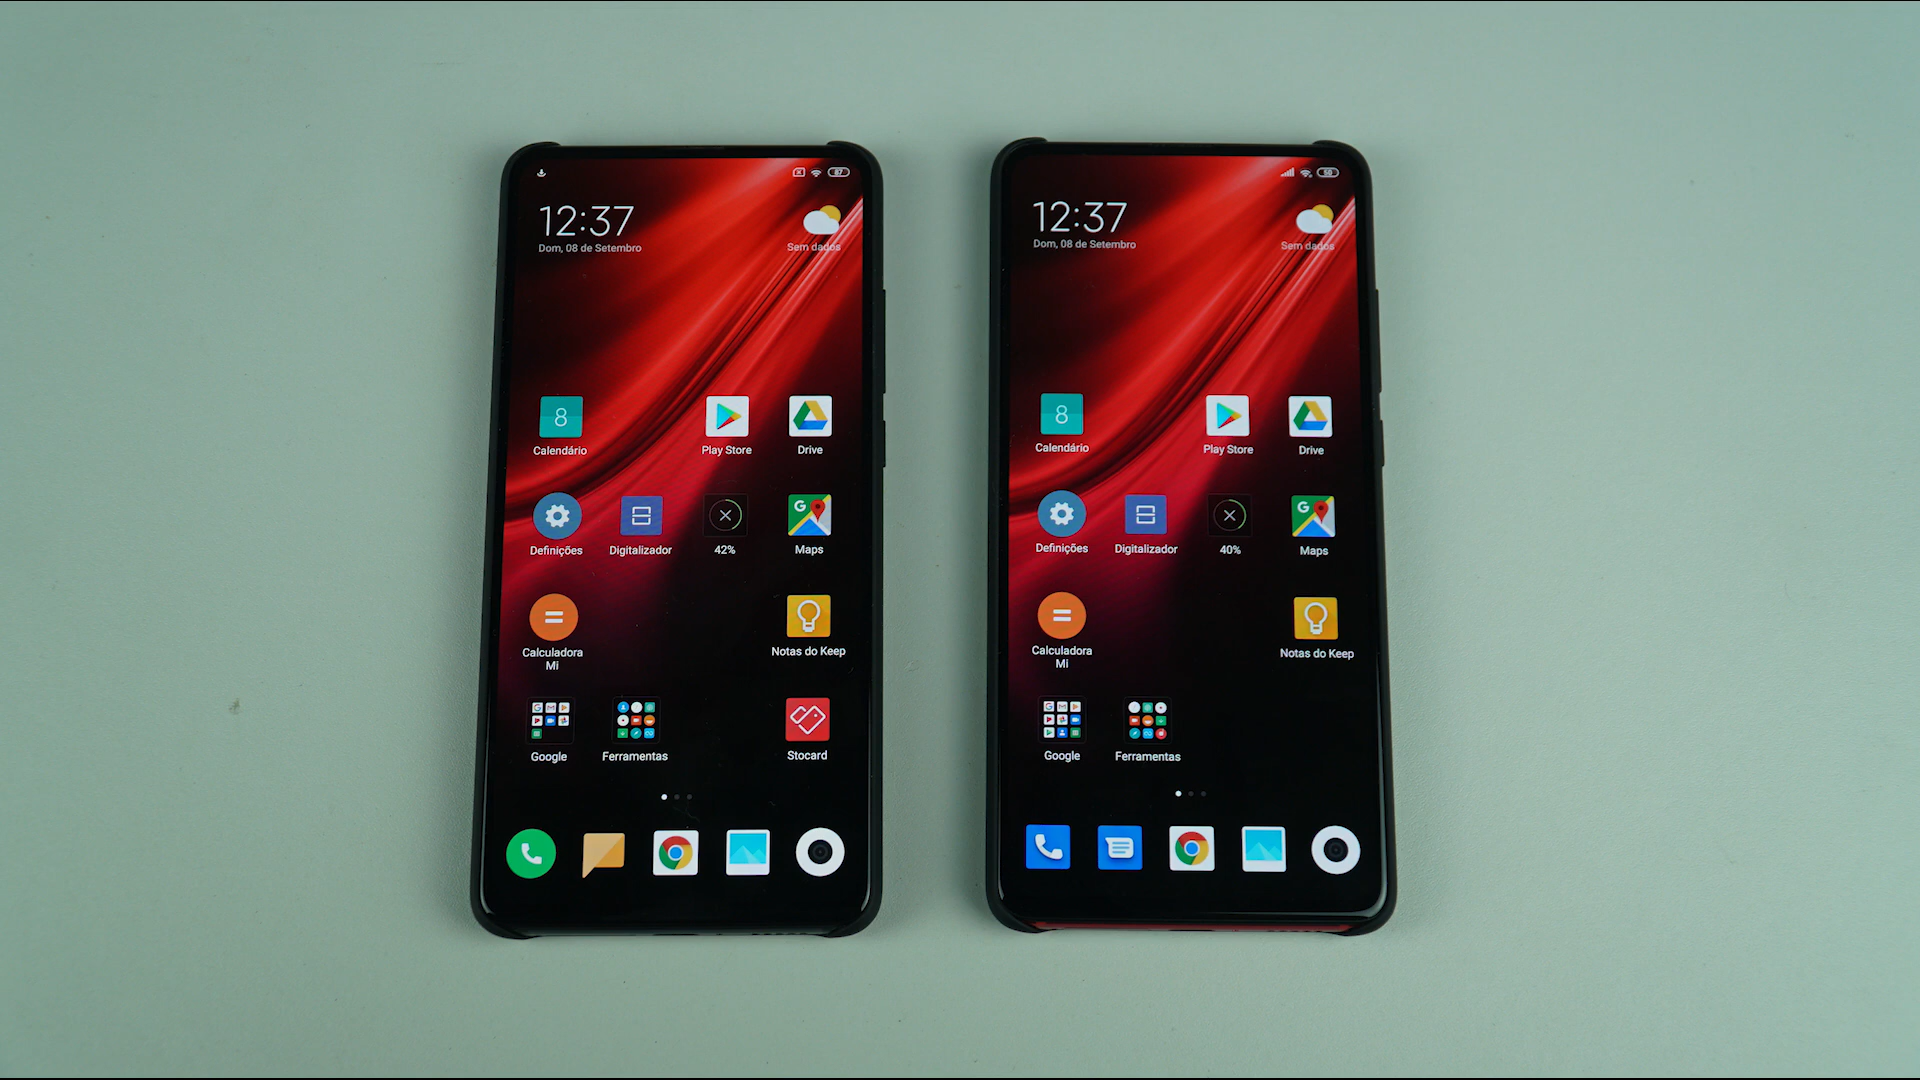 87
12:37
Dom, 08 de Setembro
Sem dados
8
Calendário
Play Store
Drive
Definições
Digitalizador
42%
Maps
Calculadora
Mi
Notas do Keep
Google
Ferramentas
Stocard
50
12:37
Dom, 08 de Setembro
Sem dados
8
Calendário
Play Store
Drive
Definições
Digitalizador
40%
Maps
Calculadora
Mi
Notas do Keep
Google
Ferramentas